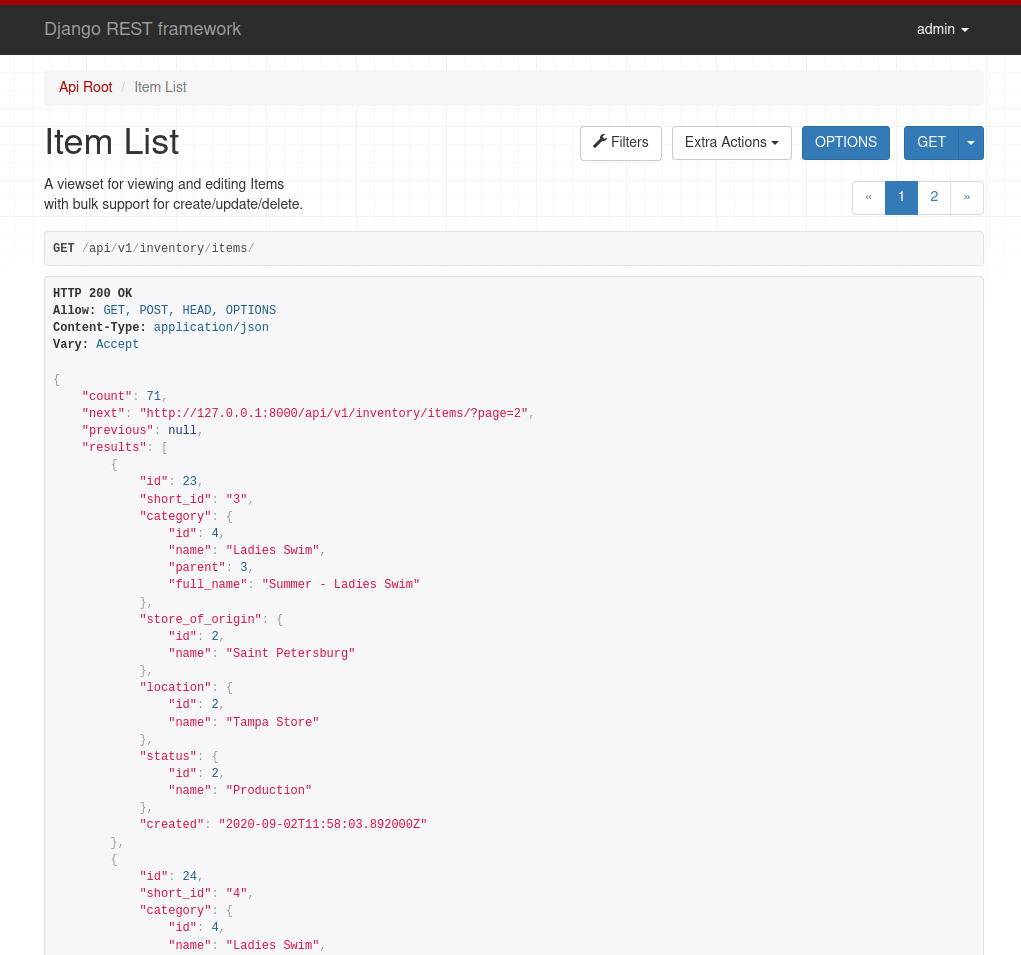 Django REST framework
admin
Api Root / Item List
Item List
Filters
Extra Actions
OPTIONS
GET
A viewset for viewing and editing Items
with bulk support for create/update/delete.
« 1 2 »
GET /api/v1/inventory/items/
HTTP 200 OK
Allow: GET, POST, HEAD, OPTIONS
Content-Type: application/json
Vary: Accept
{
    "count": 71,
    "next": "http://127.0.0.1:8000/api/v1/inventory/items/?page=2",
    "previous": null,
    "results": [
        {
            "id": 23,
            "short_id": "3",
            "category": {
                "id": 4,
                "name": "Ladies Swim",
                "parent": 3,
                "full_name": "Summer - Ladies Swim"
            },
            "store_of_origin": {
                "id": 2,
                "name": "Saint Petersburg"
            },
            "location": {
                "id": 2,
                "name": "Tampa Store"
            },
            "status": {
                "id": 2,
                "name": "Production"
            },
            "created": "2020-09-02T11:58:03.892000Z"
        },
        {
            "id": 24,
            "short_id": "4",
            "category": {
                "id": 4,
                "name": "Ladies Swim",